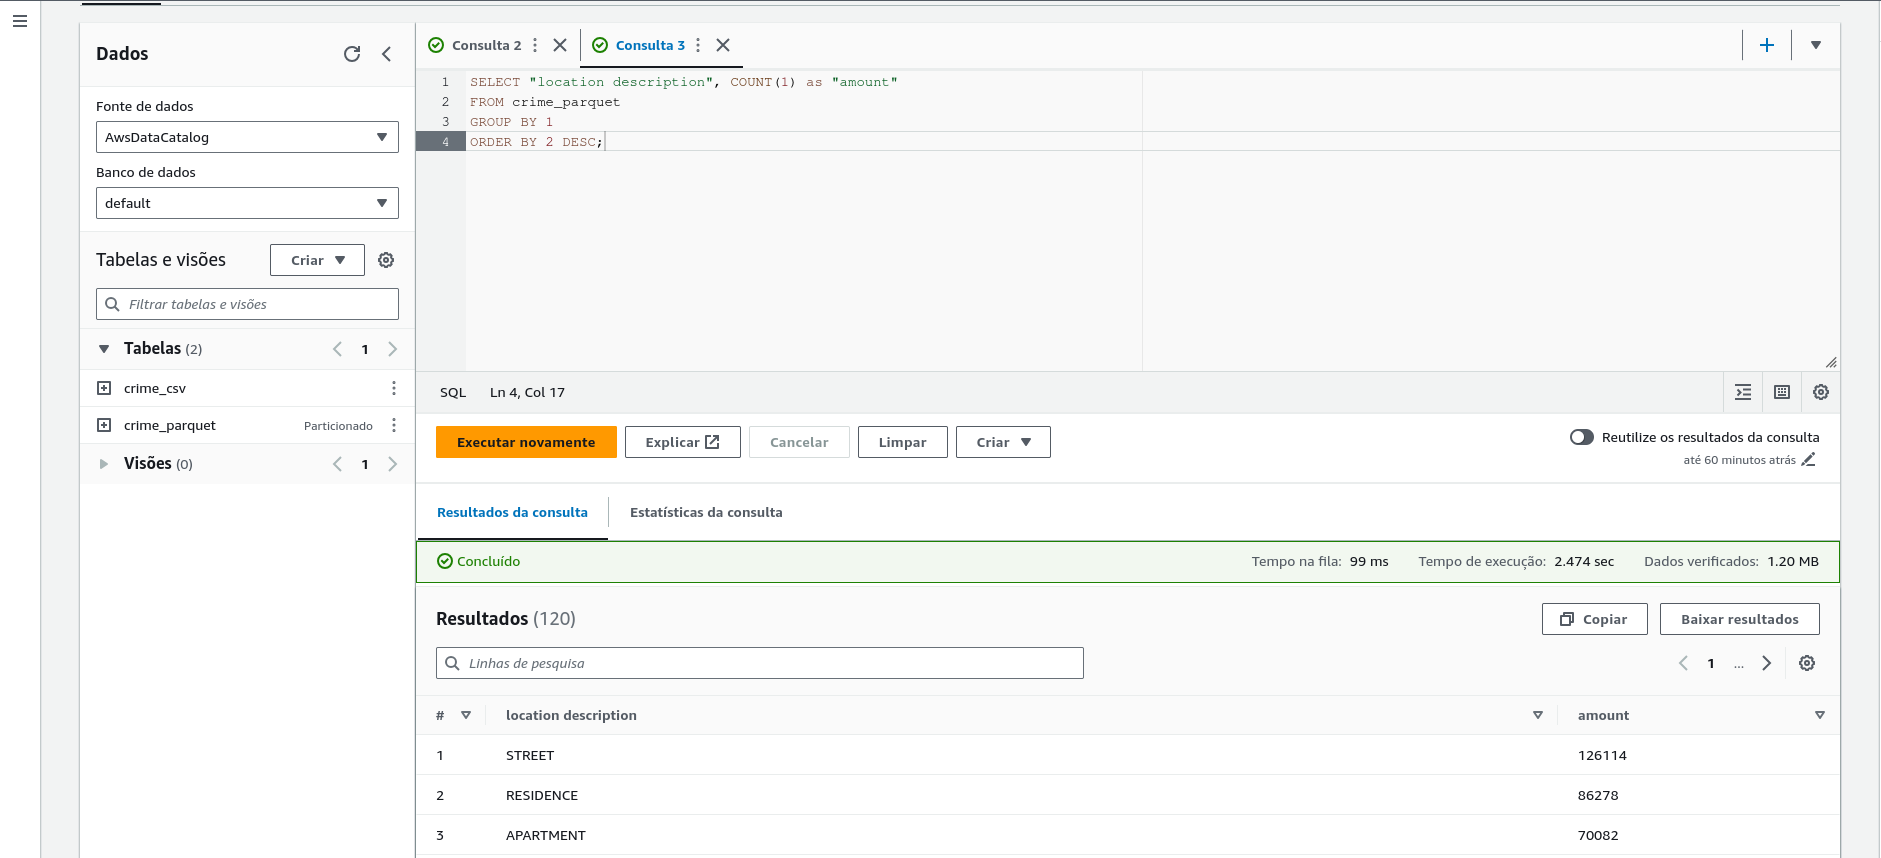 Dados
Fonte de dados
AwsDataCatalog
Banco de dados
default
Tabelas e visões
Criar
Filtrar tabelas e visões
Tabelas (2)
1
crime_csv
crime_parquet
Particionado
Visões (0)
1
Consulta 2
Consulta 3
1 SELECT "location description", COUNT(1) as "amount"
2 FROM crime_parquet
3 GROUP BY 1
4 ORDER BY 2 DESC;
SQL Ln 4, Col 17
Executar novamente Explicar Cancelar Limpar Criar
Reutilize os resultados da consulta
até 60 minutos atrás
Resultados da consulta Estatísticas da consulta
Concluído Tempo na fila: 99 ms Tempo de execução: 2.474 sec Dados verificados: 1.20 MB
Resultados (120)
Copiar Baixar resultados
Linhas de pesquisa
1 ...
# location description amount
1 STREET 126114
2 RESIDENCE 86278
3 APARTMENT 70082